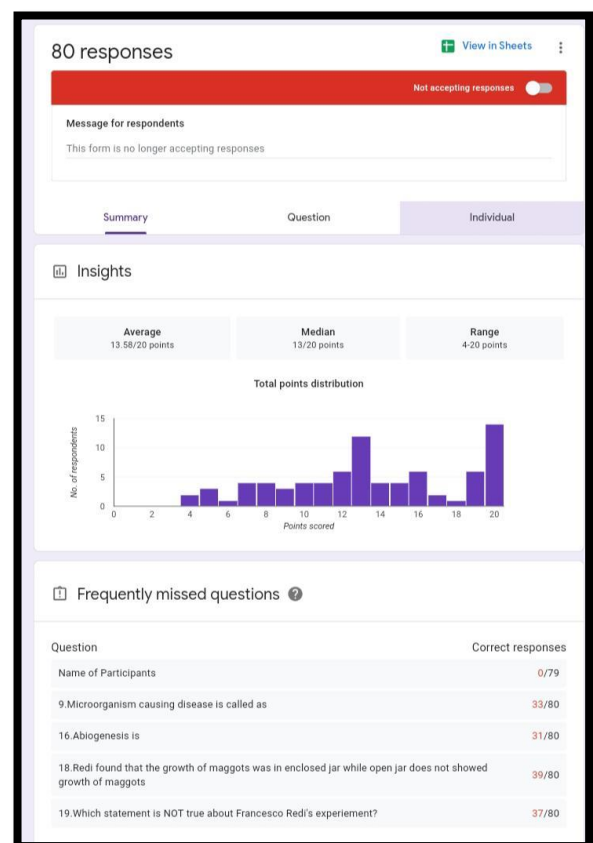 80 responses
View in Sheets
Not accepting responses
Message for respondents
This form is no longer accepting responses
Summary
Question
Individual
Insights
Average
13.58/20 points
Median
13/20 points
Range
4-20 points
Total points distribution
No. of respondents
15
10
5
0
0 2 4 6 8 10 12 14 16 18 20
Points scored
Frequently missed questions
Question
Correct responses
Name of Participants
0/79
9.Microorganism causing disease is called as
33/80
16.Abiogenesis is
31/80
18.Redi found that the growth of maggots was in enclosed jar while open jar does not showed
growth of maggots
39/80
19.Which statement is NOT true about Francesco Redi's experiement?
37/80